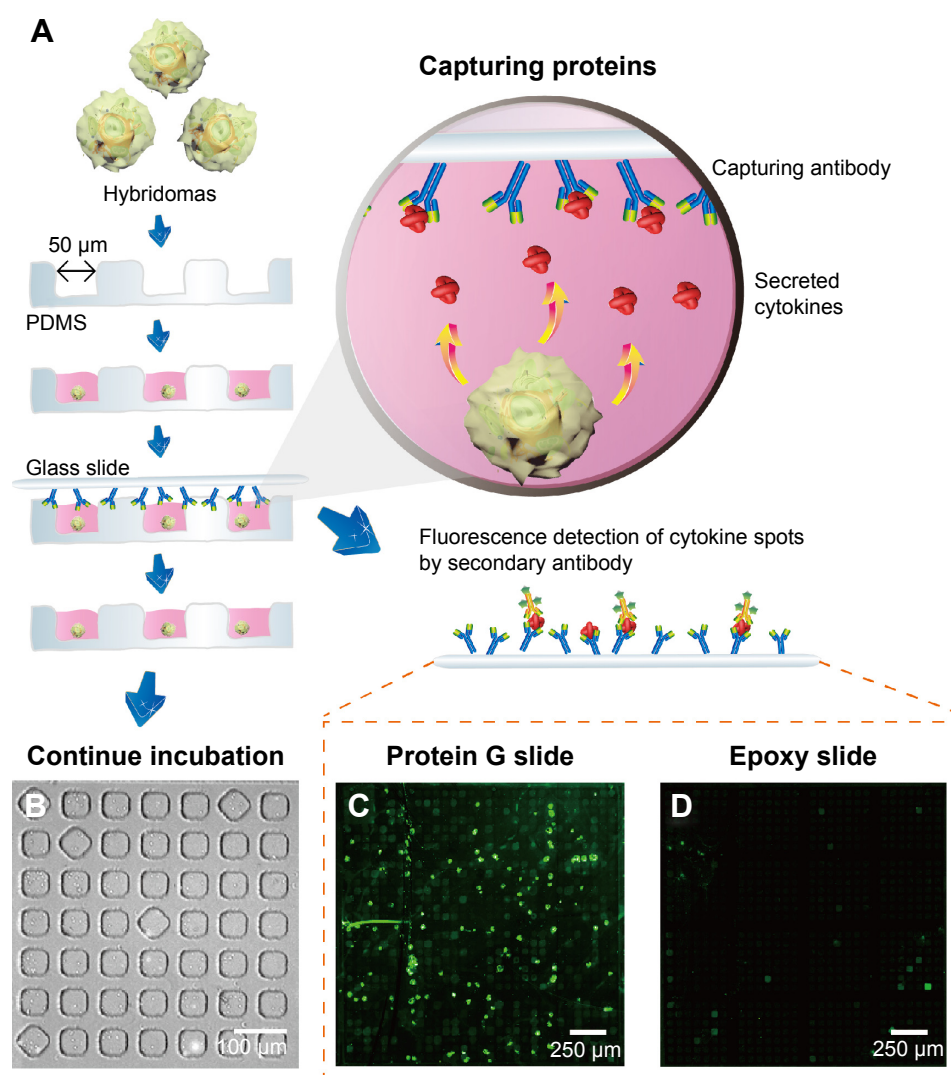 A
Capturing proteins
Hybridomas
Capturing antibody
50 µm
PDMS
Secreted
cytokines
Glass slide
Fluorescence detection of cytokine spots
by secondary antibody
Continue incubation
Protein G slide
Epoxy slide
B
C
D
100 µm
250 µm
250 µm